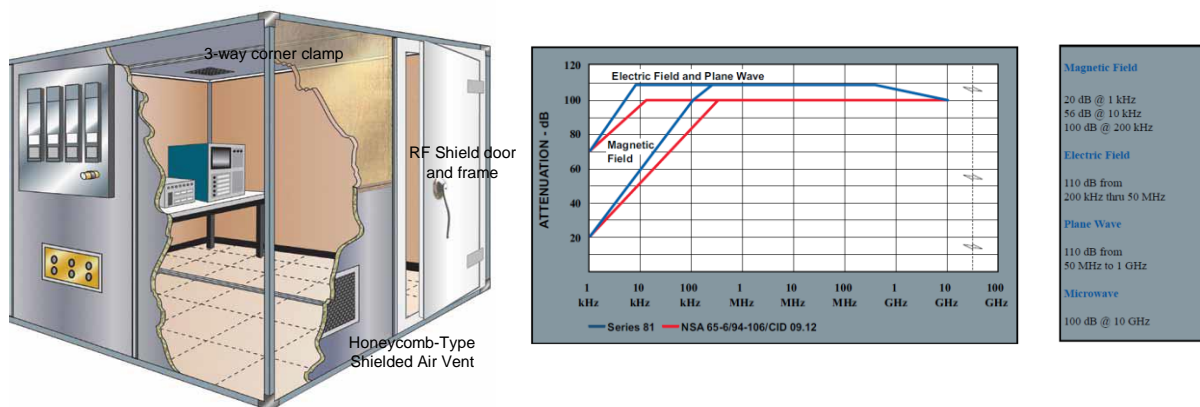 3-way corner clamp
RF Shield door
and frame
Honeycomb-Type
Shielded Air Vent
ATTENUATION - dB
120
100
80
60
40
20
Electric Field and Plane Wave
Magnetic
Field
1 10 100 1 10 100 1 10 100
kHz kHz kHz MHz MHz MHz GHz GHz GHz
Series 81 NSA 65-6/94-106/CID 09.12
Magnetic Field
20 dB @ 1 kHz
56 dB @ 10 kHz
100 dB @ 200 kHz
Electric Field
110 dB from
200 kHz thru 50 MHz
Plane Wave
110 dB from
50 MHz to 1 GHz
Microwave
100 dB @ 10 GHz